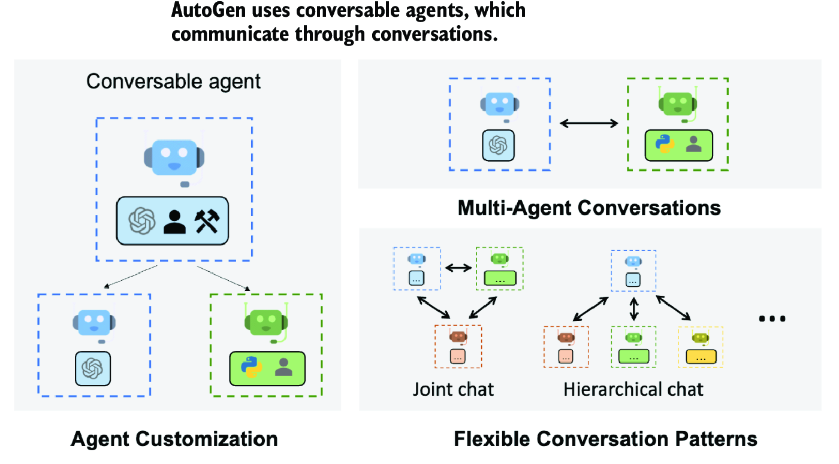 AutoGen uses conversable agents, which
communicate through conversations.
Conversable agent
Agent Customization
Multi-Agent Conversations
...
...
...
...
...
...
...
...
Joint chat
Hierarchical chat
Flexible Conversation Patterns